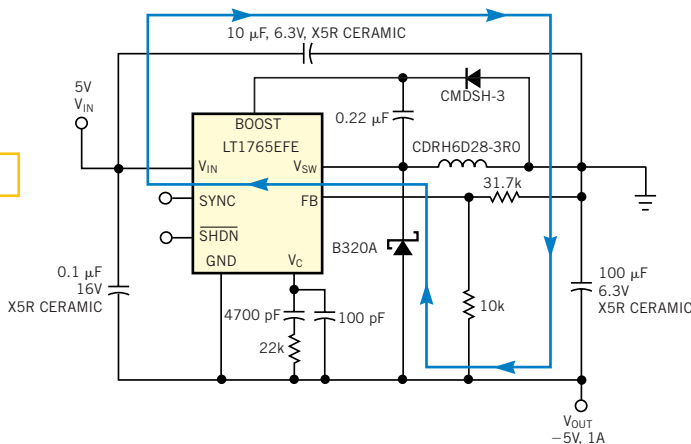 10 μF, 6.3V, X5R CERAMIC
5V
VIN
CMDSH-3
0.22 μF
BOOST
LT1765EFE
CDRH6D28-3R0
VIN
VSW
31.7k
SYNC
FB
SHDN
B320A
GND
VC
0.1 μF
16V
X5R CERAMIC
100 μF
6.3V
X5R CERAMIC
4700 pF
100 pF
10k
22k
VOUT
−5V, 1A